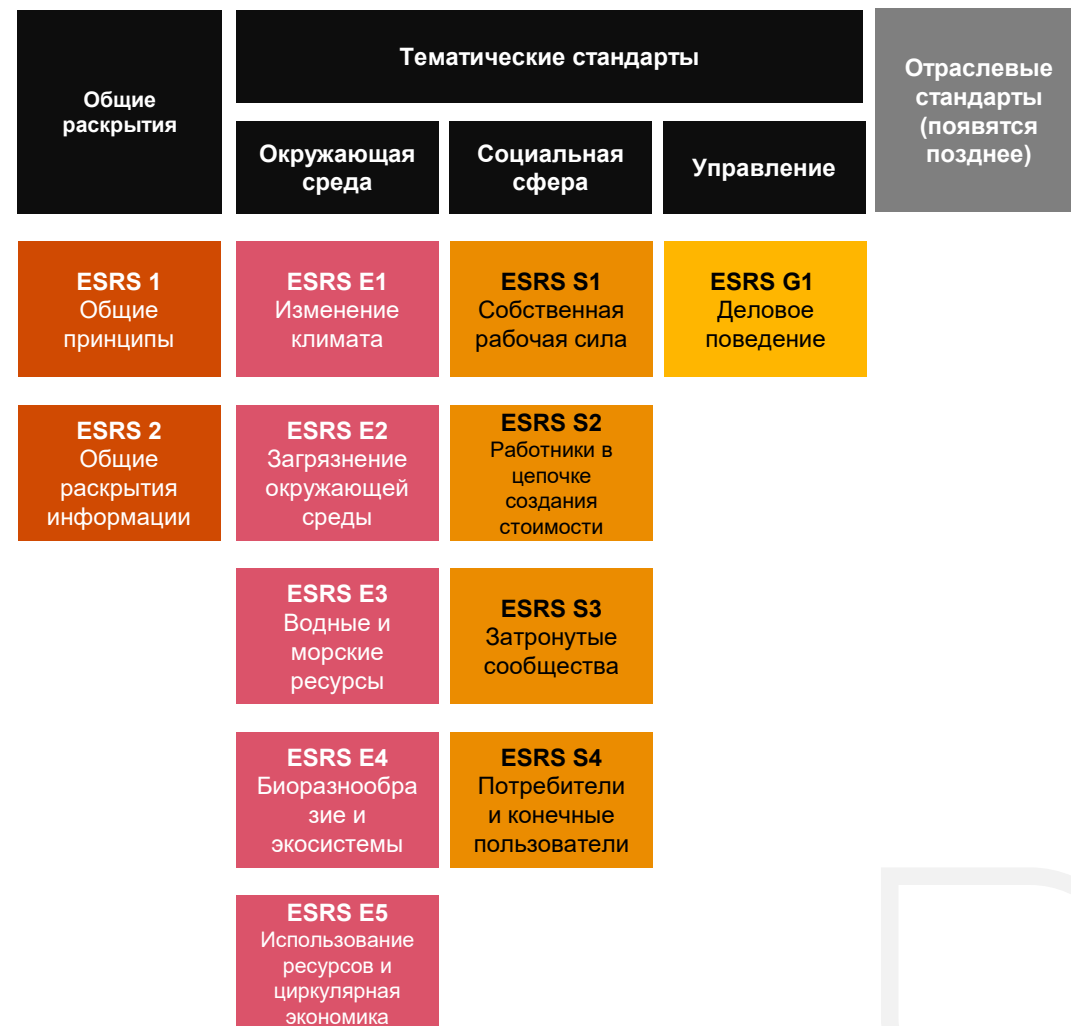 Общие
раскрытия
Тематические стандарты
Окружающая
среда
Социальная
сфера
Управление
Отраслевые
стандарты
(появятся
позднее)
ESRS 1
Общие
принципы
ESRS E1
Изменение
климата
ESRS S1
Собственная
рабочая сила
ESRS G1
Деловое
поведение
ESRS 2
Общие
раскрытия
информации
ESRS E2
Загрязнение
окружающей
среды
ESRS S2
Работники в
цепочке
создания
стоимости
ESRS E3
Водные и
морские
ресурсы
ESRS S3
Затронутые
сообщества
ESRS E4
Биоразнообра
зие и
экосистемы
ESRS S4
Потребители
и конечные
пользователи
ESRS E5
Использование
ресурсов и
циркулярная
экономика